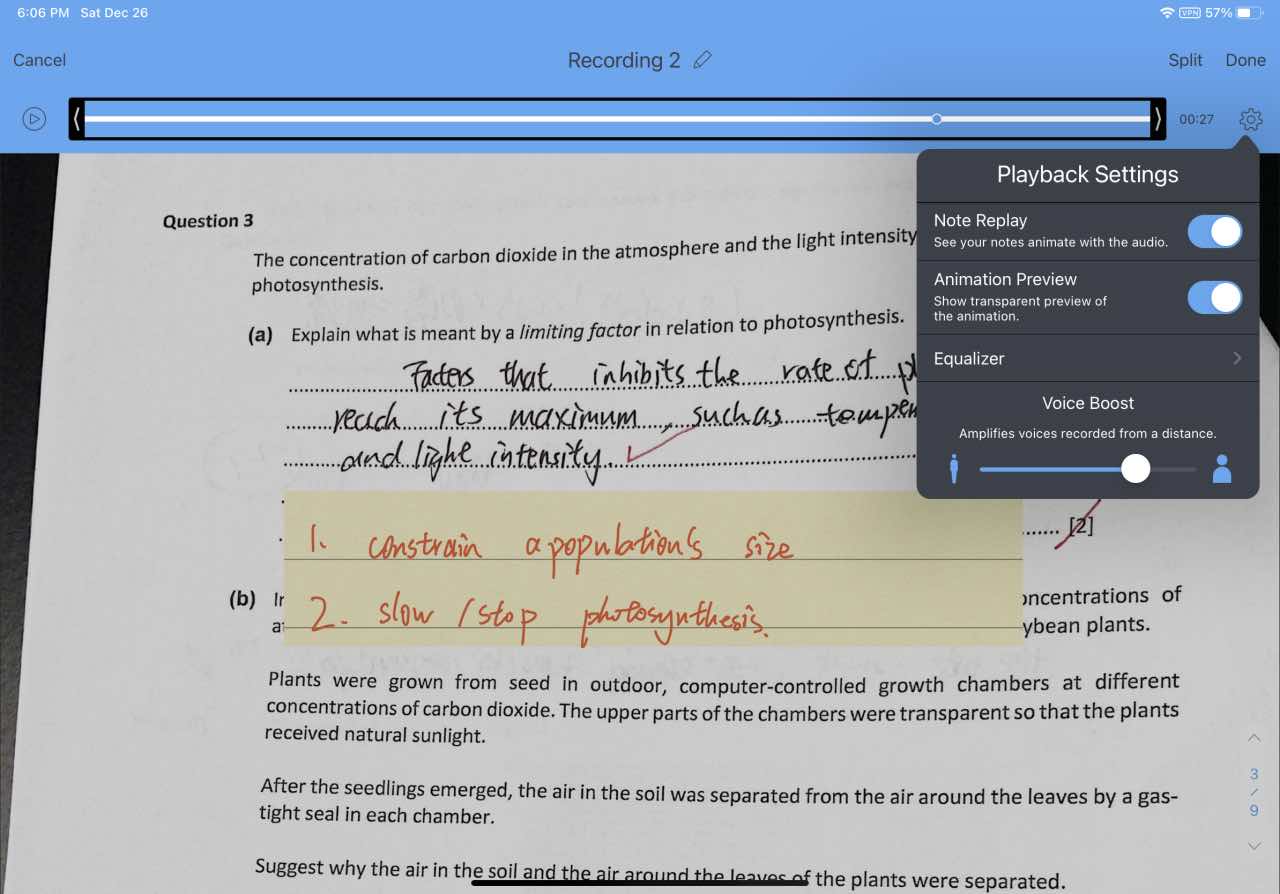 6:06 PM Sat Dec 26
VPN 57%
Cancel
Recording 2
Split Done
00:27
Playback Settings
Note Replay
See your notes animate with the audio.
Animation Preview
Show transparent preview of
the animation.
Equalizer
Voice Boost
Amplifies voices recorded from a distance.
Question 3
The concentration of carbon dioxide in the atmosphere and the light intensity
photosynthesis.
(a) Explain what is meant by a limiting factor in relation to photosynthesis.
Factors that inhibits the rate of
reach its maximum, such as
and light intensity.
[2]
1. constrain a population's size
2. slow / stop photosynthesis.
(b)
oncentrations of
ybean plants.
Plants were grown from seed in outdoor, computer-controlled growth chambers at different
concentrations of carbon dioxide. The upper parts of the chambers were transparent so that the plants
received natural sunlight.
After the seedlings emerged, the air in the soil was separated from the air around the leaves by a gas-
tight seal in each chamber.
Suggest why the air in the soil and the air around the leaves of the plants were separated.
3
/
9